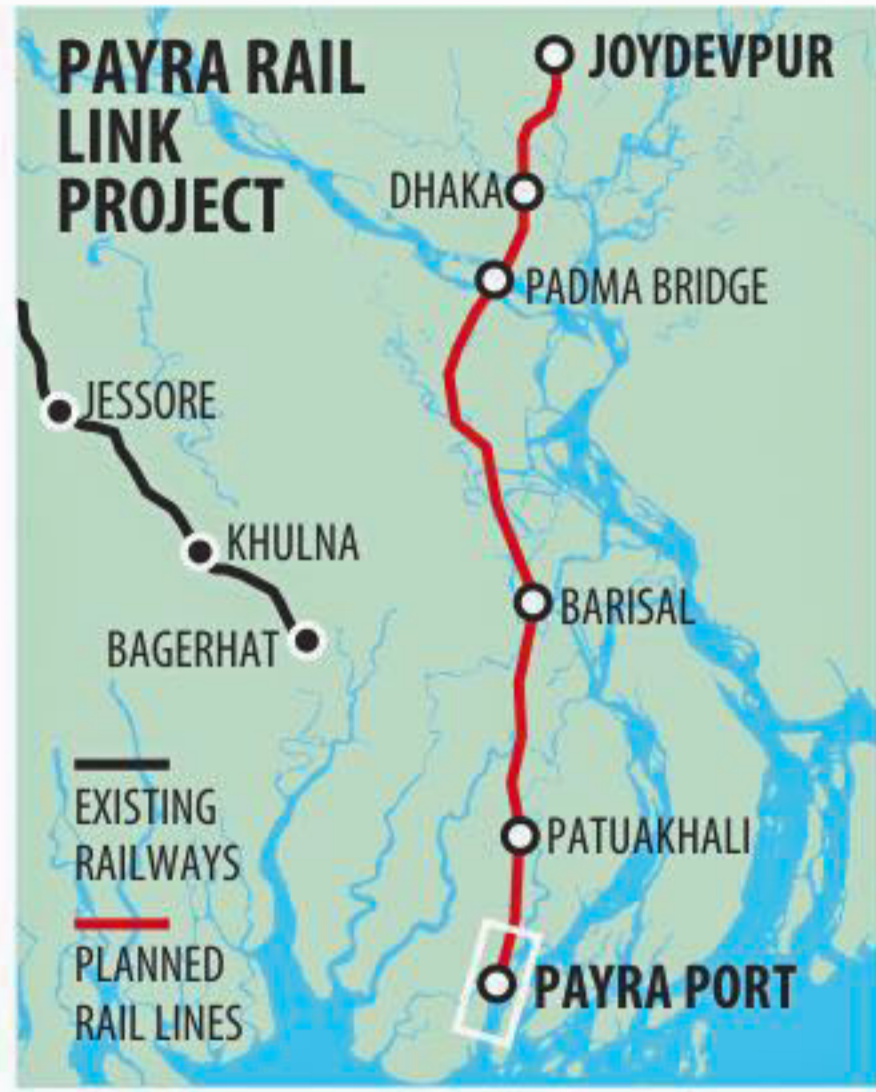 PAYRA RAIL
LINK
PROJECT
JOYDEVPUR
DHAKA
PADMA BRIDGE
JESSORE
KHULNA
BARISAL
BAGERHAT
EXISTING
RAILWAYS
PATUAKHALI
PLANNED
RAIL LINES
PAYRA PORT